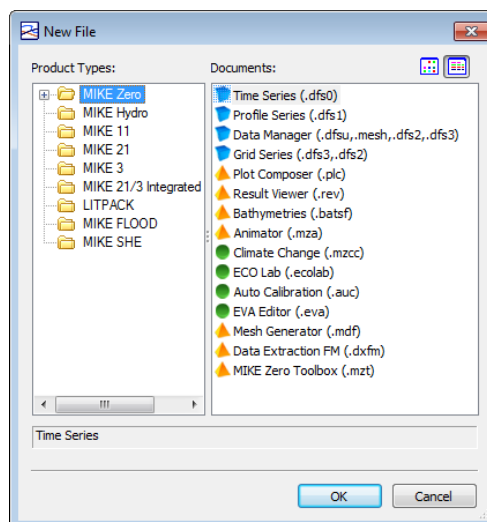 New File
Product Types:
Documents:
MIKE Zero
MIKE Hydro
MIKE 11
MIKE 21
MIKE 3
MIKE 21/3 Integrated
LITPACK
MIKE FLOOD
MIKE SHE
Time Series (.dfs0)
Profile Series (.dfs1)
Data Manager (.dfsu,.mesh,.dfs2,.dfs3)
Grid Series (.dfs3,.dfs2)
Plot Composer (.plc)
Result Viewer (.rev)
Bathymetries (.batsf)
Animator (.mza)
Climate Change (.mzcc)
ECO Lab (.ecolab)
Auto Calibration (.auc)
EVA Editor (.eva)
Mesh Generator (.mdf)
Data Extraction FM (.dxfm)
MIKE Zero Toolbox (.mzt)
Time Series
OK
Cancel